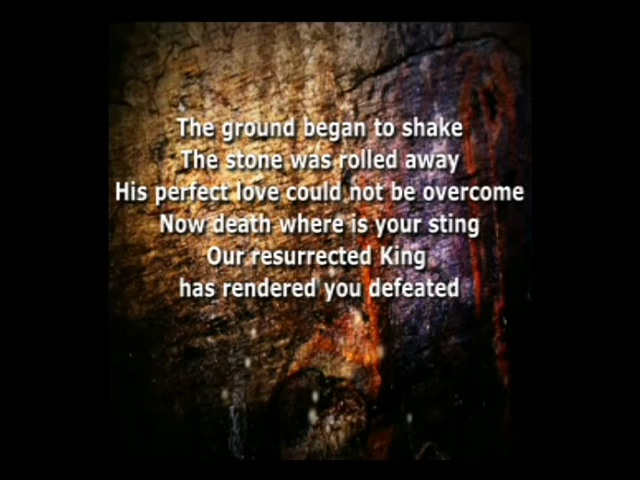 The ground began to shake
The stone was rolled away
His perfect love could not be overcome
Now death where is your sting
Our resurrected King
has rendered you defeated